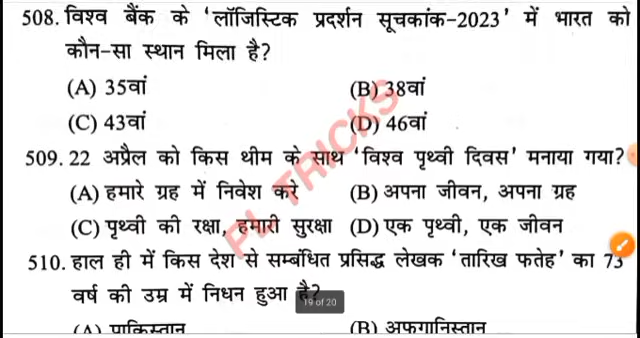 508. विश्व बैंक के 'लॉजिस्टिक प्रदर्शन सूचकांक-2023' में भारत को
कौन-सा स्थान मिला है?
(A) 35वां (B) 38वां
(C) 43वां (D) 46वां
509. 22 अप्रैल को किस थीम के साथ 'विश्व पृथ्वी दिवस' मनाया गया?
(A) हमारे ग्रह में निवेश करे (B) अपना जीवन, अपना ग्रह
(C) पृथ्वी की रक्षा, हमारी सुरक्षा (D) एक पृथ्वी, एक जीवन
510. हाल ही में किस देश से सम्बंधित प्रसिद्ध लेखक 'तारिख फतेह' का 73
वर्ष की उम्र में निधन हुआ है?
(A) पाकिस्तान (B) अफगानिस्तान
PL TRICKS
19 of 20